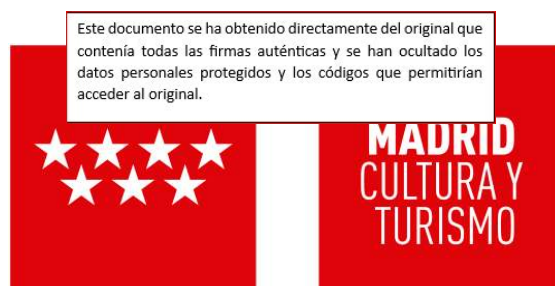 Este documento se ha obtenido directamente del original que
contenía todas las firmas auténticas y se han ocultado los
datos personales protegidos y los códigos que permitirían
acceder al original.
MADRID
CULTURA Y
TURISMO